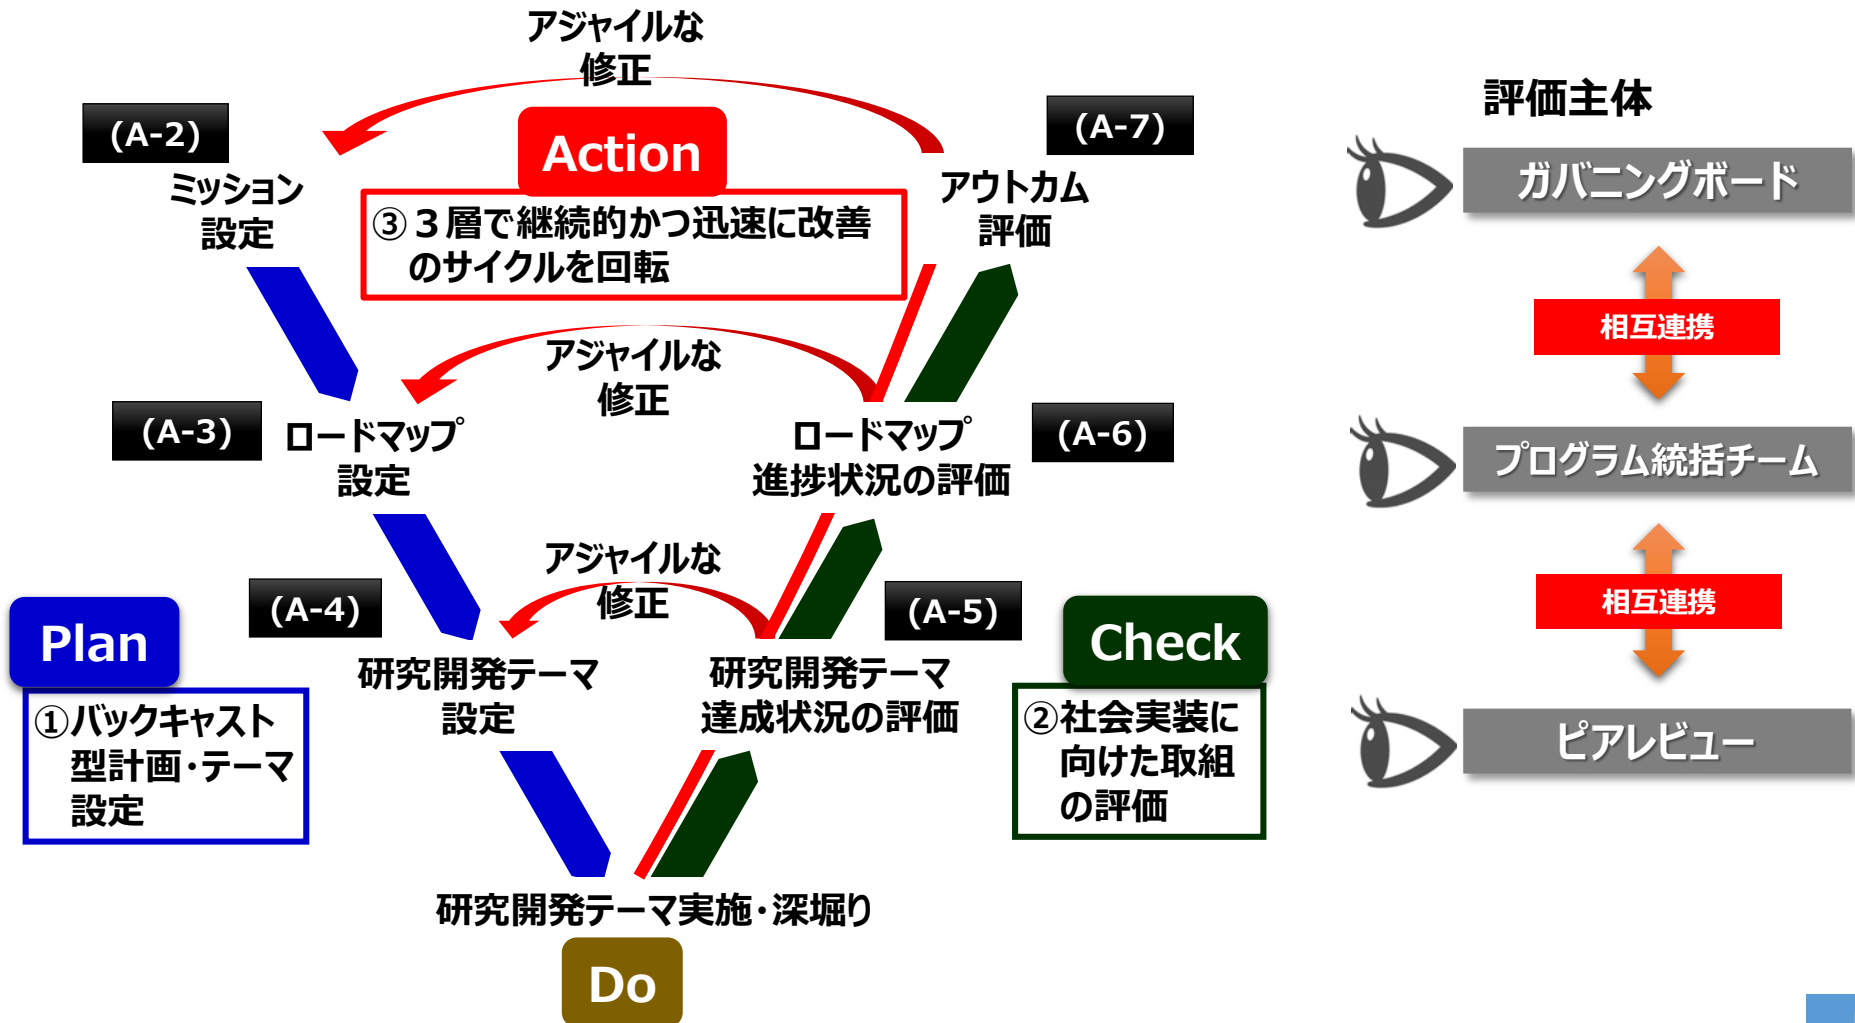 アジャイルな
修正
評価主体
(A-2)
Action
(A-7)
ミッション
設定
③３層で継続的かつ迅速に改善
のサイクルを回転
アウトカム
評価
ガバニングボード
相互連携
アジャイルな
修正
(A-3)
ロードマップ
設定
ロードマップ
進捗状況の評価
(A-6)
プログラム統括チーム
アジャイルな
修正
(A-4)
(A-5)
相互連携
Plan
①バックキャスト
型計画・テーマ
設定
研究開発テーマ
設定
研究開発テーマ
達成状況の評価
Check
②社会実装に
向けた取組
の評価
ピアレビュー
研究開発テーマ実施・深堀り
Do